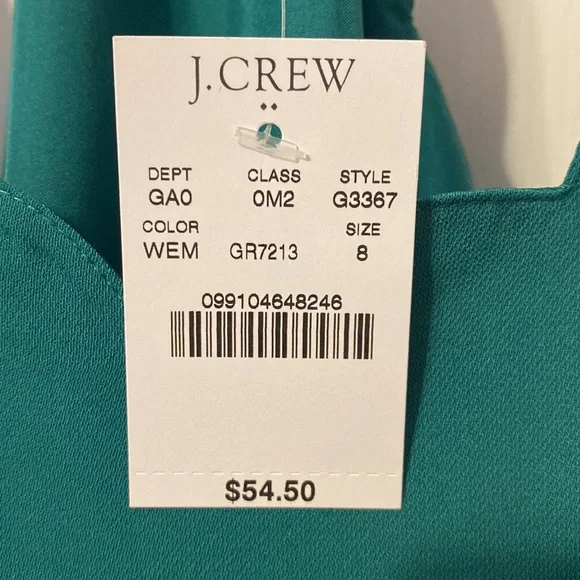 J.CREW
DEPT CLASS STYLE
GA0 0M2 G3367
COLOR SIZE
WEM GR7213 8
099104648246
$54.50